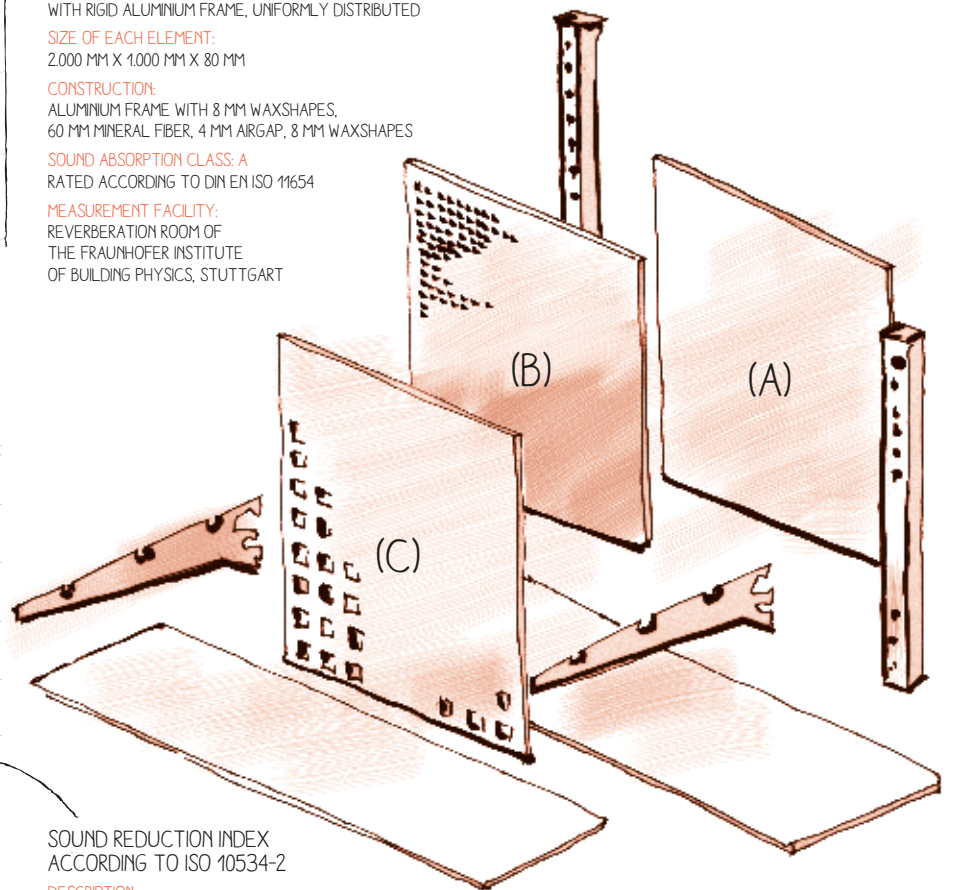 WITH RIGID ALUMINIUM FRAME, UNIFORMLY DISTRIBUTED
SIZE OF EACH ELEMENT:
2.000 MM X 1.000 MM X 80 MM
CONSTRUCTION:
ALUMINIUM FRAME WITH 8 MM WAXSHAPES,
60 MM MINERAL FIBER, 4 MM AIRGAP, 8 MM WAXSHAPES
SOUND ABSORPTION CLASS: A
RATED ACCORDING TO DIN EN ISO 11654
MEASUREMENT FACILITY:
REVERBERATION ROOM OF
THE FRAUNHOFER INSTITUTE
OF BUILDING PHYSICS, STUTTGART
(B)
(A)
(C)
SOUND REDUCTION INDEX
ACCORDING TO ISO 10534-2
DESCRIPTION